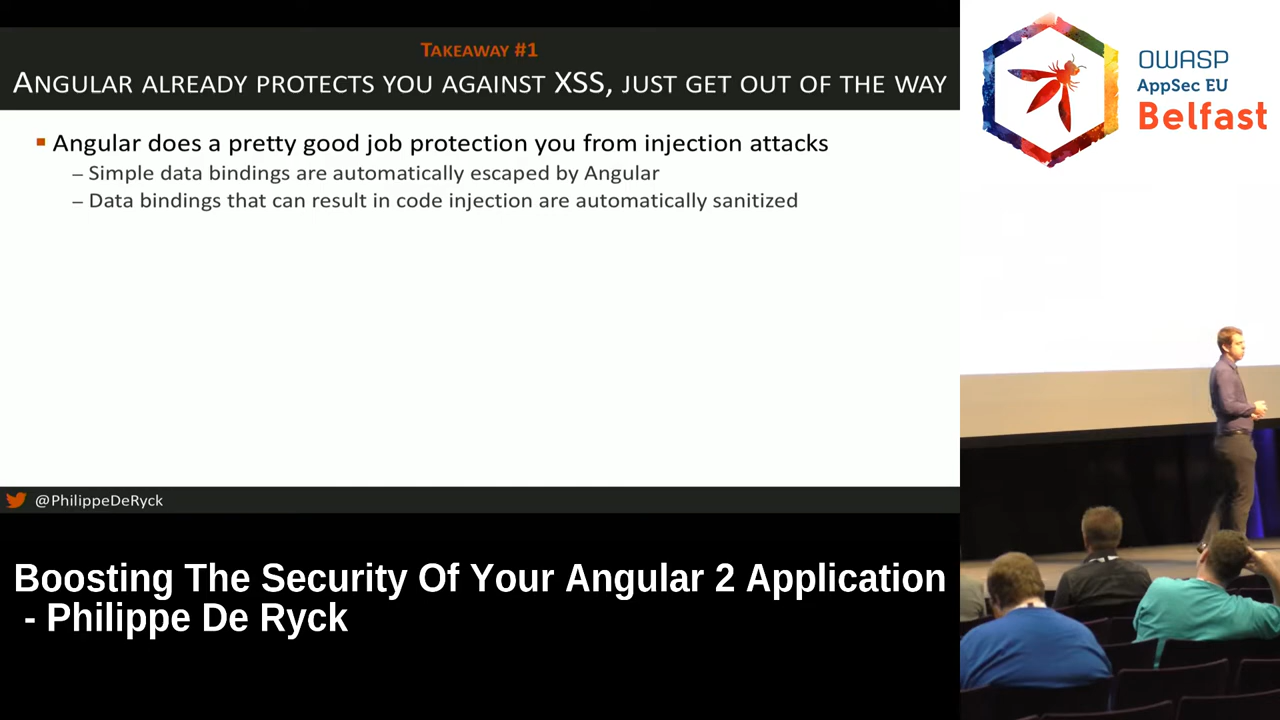 TAKEAWAY #1
ANGULAR ALREADY PROTECTS YOU AGAINST XSS, JUST GET OUT OF THE WAY
Angular does a pretty good job protection you from injection attacks
– Simple data bindings are automatically escaped by Angular
– Data bindings that can result in code injection are automatically sanitized
@PhilippeDeRyck
OWASP
AppSec EU
Belfast
Boosting The Security Of Your Angular 2 Application
- Philippe De Ryck